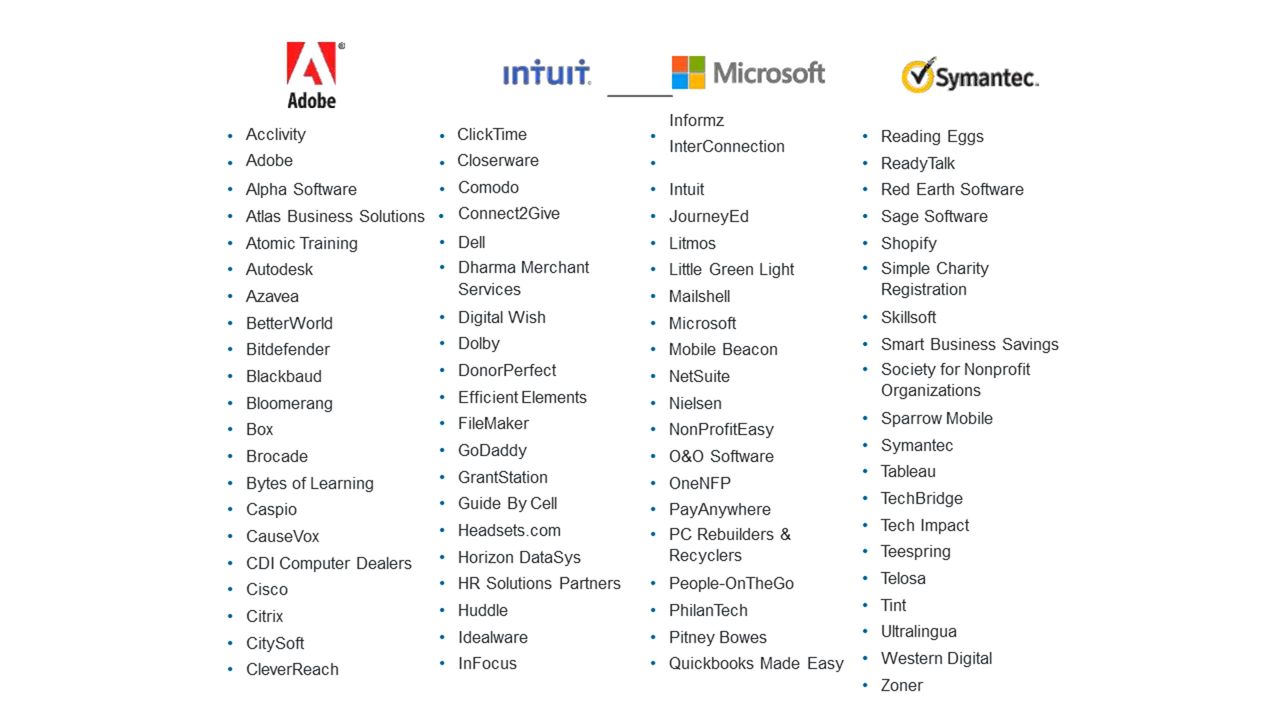 Adobe
intuit
Microsoft
Symantec.
• Acclivity
• Adobe
• Alpha Software
• Atlas Business Solutions
• Atomic Training
• Autodesk
• Azavea
• BetterWorld
• Bitdefender
• Blackbaud
• Bloomerang
• Box
• Brocade
• Bytes of Learning
• Caspio
• CauseVox
• CDI Computer Dealers
• Cisco
• Citrix
• CitySoft
• CleverReach
• ClickTime
• Closerware
• Comodo
• Connect2Give
• Dell
• Dharma Merchant
Services
• Digital Wish
• Dolby
• DonorPerfect
• Efficient Elements
• FileMaker
• GoDaddy
• GrantStation
• Guide By Cell
• Headsets.com
• Horizon DataSys
• HR Solutions Partners
• Huddle
• Idealware
• InFocus
• Informz
• InterConnection
• Intuit
• JourneyEd
• Litmos
• Little Green Light
• Mailshell
• Microsoft
• Mobile Beacon
• NetSuite
• Nielsen
• NonProfitEasy
• O&O Software
• OneNFP
• PayAnywhere
• PC Rebuilders &
Recyclers
• People-OnTheGo
• PhilanTech
• Pitney Bowes
• Quickbooks Made Easy
• Reading Eggs
• ReadyTalk
• Red Earth Software
• Sage Software
• Shopify
• Simple Charity
Registration
• Skillsoft
• Smart Business Savings
• Society for Nonprofit
Organizations
• Sparrow Mobile
• Symantec
• Tableau
• TechBridge
• Tech Impact
• Teespring
• Telosa
• Tint
• Ultralingua
• Western Digital
• Zoner